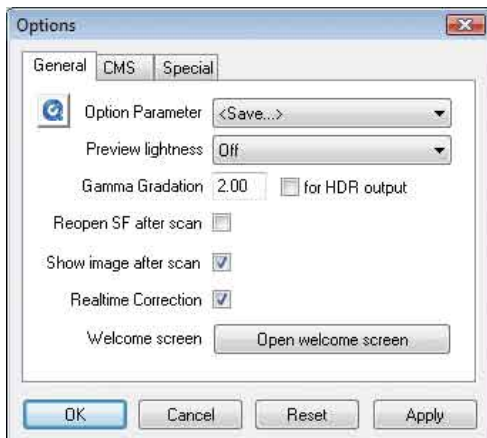 Options
General CMS Special
Option Parameter <Save...>
Preview lightness Off
Gamma Gradation 2.00 for HDR output
Reopen SF after scan
Show image after scan
Realtime Correction
Welcome screen Open welcome screen
OK Cancel Reset Apply